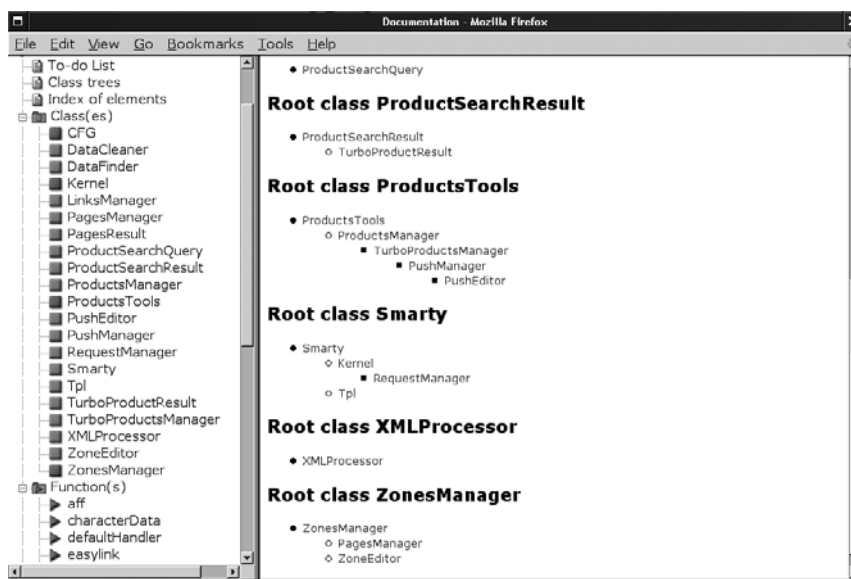 Documentation - Mozilla Firefox
File Edit View Go Bookmarks Tools Help
To-do List
Class trees
Index of elements
Class(es)
CFG
DataCleaner
DataFinder
Kernel
LinksManager
PagesManager
PagesResult
ProductSearchQuery
ProductSearchResult
ProductsManager
ProductsTools
PushEditor
PushManager
RequestManager
Smarty
Tpl
TurboProductResult
TurboProductsManager
XMLProcessor
ZoneEditor
ZonesManager
Function(s)
aff
characterData
defaultHandler
easylink
ProductSearchQuery
Root class ProductSearchResult
ProductSearchResult
TurboProductResult
Root class ProductsTools
ProductsTools
ProductsManager
TurboProductsManager
PushManager
PushEditor
Root class Smarty
Smarty
Kernel
RequestManager
Tpl
Root class XMLProcessor
XMLProcessor
Root class ZonesManager
ZonesManager
PagesManager
ZoneEditor